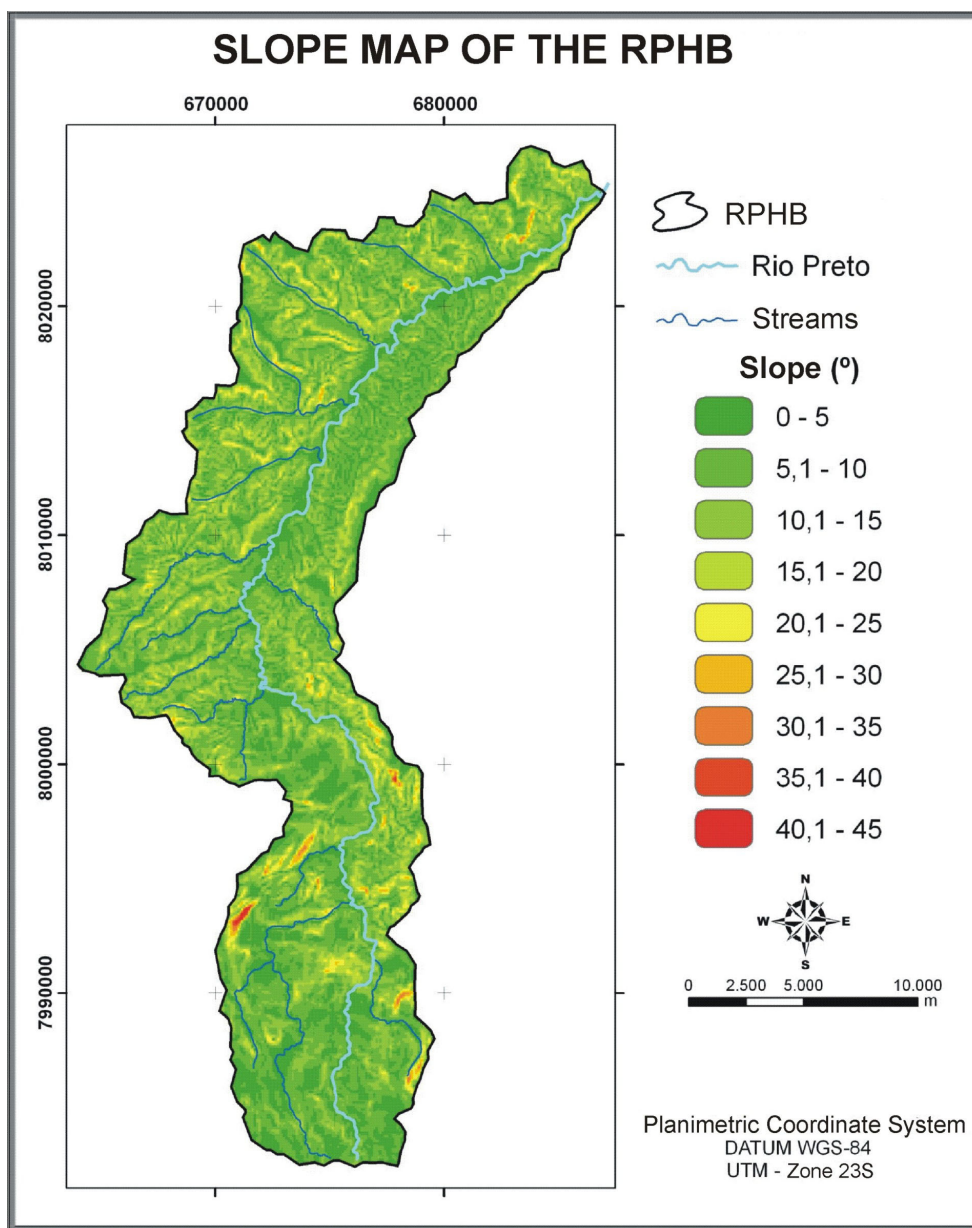 SLOPE MAP OF THE RPHB
670000
680000
8020000
8010000
8000000
7990000
RPHB
Rio Preto
Streams
Slope (º)
0 - 5
5,1 - 10
10,1 - 15
15,1 - 20
20,1 - 25
25,1 - 30
30,1 - 35
35,1 - 40
40,1 - 45
N
W
E
S
0 2.500 5.000 10.000
m
Planimetric Coordinate System
DATUM WGS-84
UTM - Zone 23S